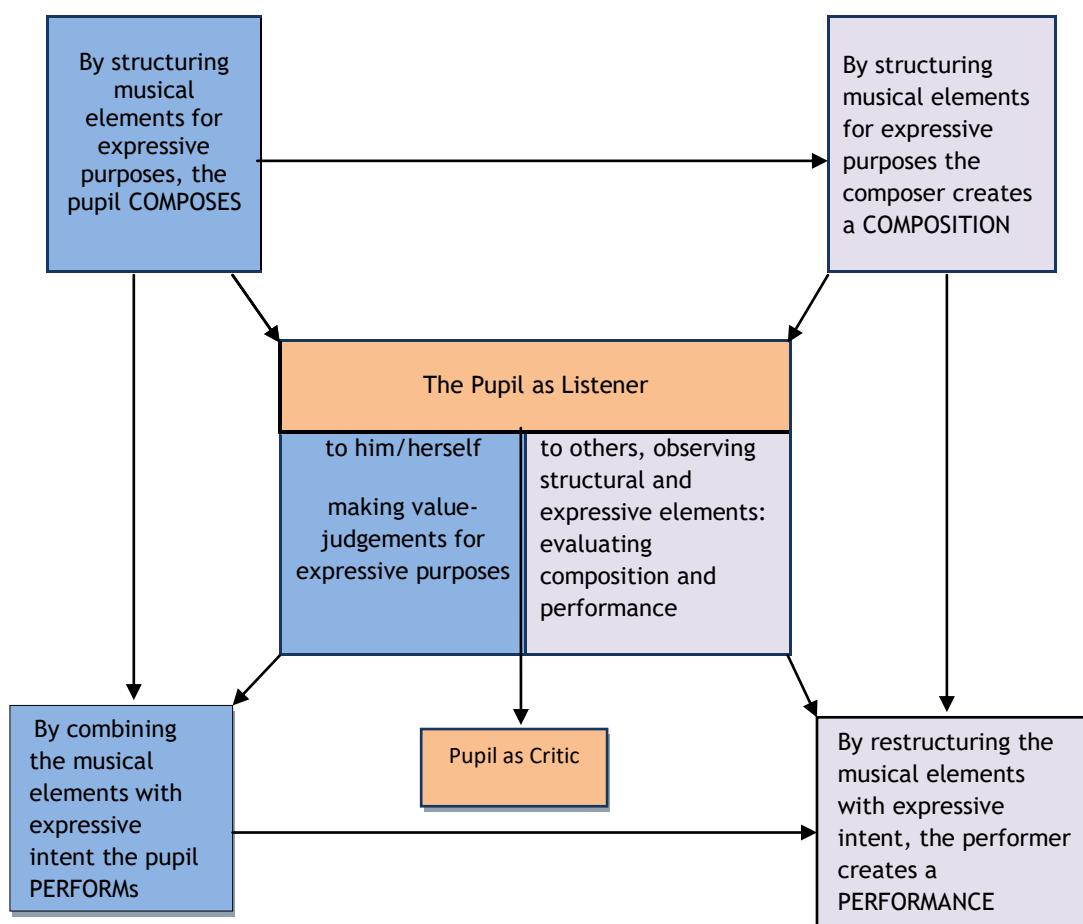 By structuring
musical
elements for
expressive
purposes, the
pupil COMPOSES
By structuring
musical elements
for expressive
purposes the
composer creates
a COMPOSITION
The Pupil as Listener
to him/herself
making value-
judgements for
expressive purposes
to others, observing
structural and
expressive elements:
evaluating
composition and
performance
By combining
the musical
elements with
expressive
intent the pupil
PERFORMs
Pupil as Critic
By restructuring the
musical elements
with expressive
intent, the performer
creates a
PERFORMANCE